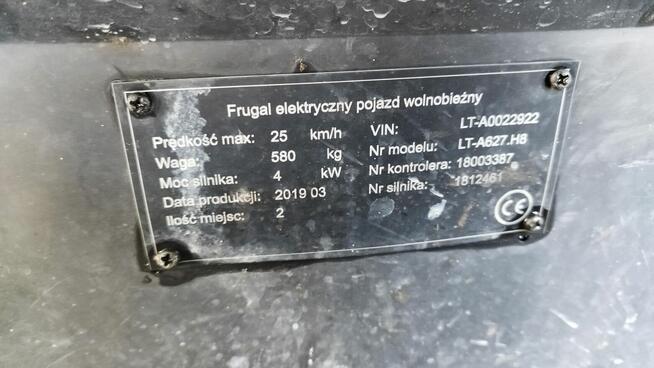 Frugal elektryczny pojazd wolnobieżny
Prędkość max: 25 km/h
Waga: 580 kg
Moc silnika: 4 kW
Data produkcji: 2019 03
Ilość miejsc: 2
VIN: LT-A0022922
Nr modelu: LT-A627.H8
Nr kontrolera: 18003387
Nr silnika: 1812461
CE